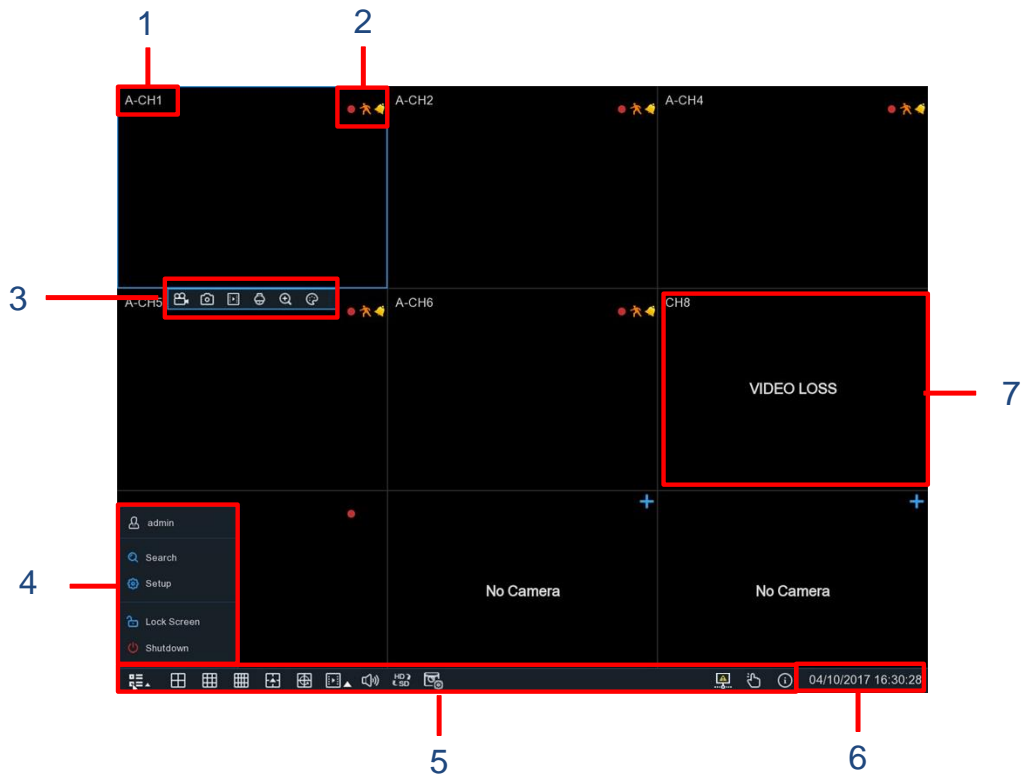 1
2
A-CH1
A-CH2
A-CH4
3
A-CH5
A-CH6
CH8
VIDEO LOSS
7
4
admin
Search
Setup
Lock Screen
Shutdown
No Camera
No Camera
HD
SD
04/10/2017 16:30:28
5
6